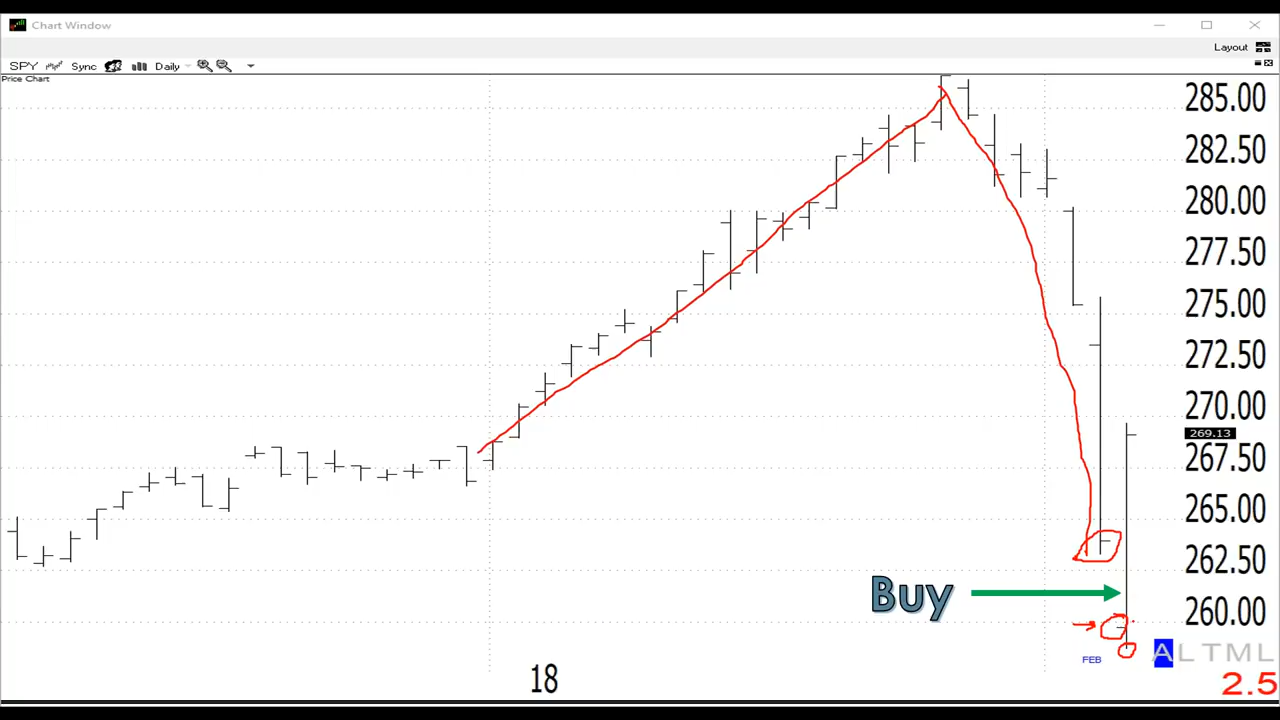 Chart Window
Layout
SPY Sync Daily
Price Chart
285.00
282.50
280.00
277.50
275.00
272.50
270.00
269.13
267.50
265.00
262.50
Buy
260.00
FEB
ALTML
18
2.5